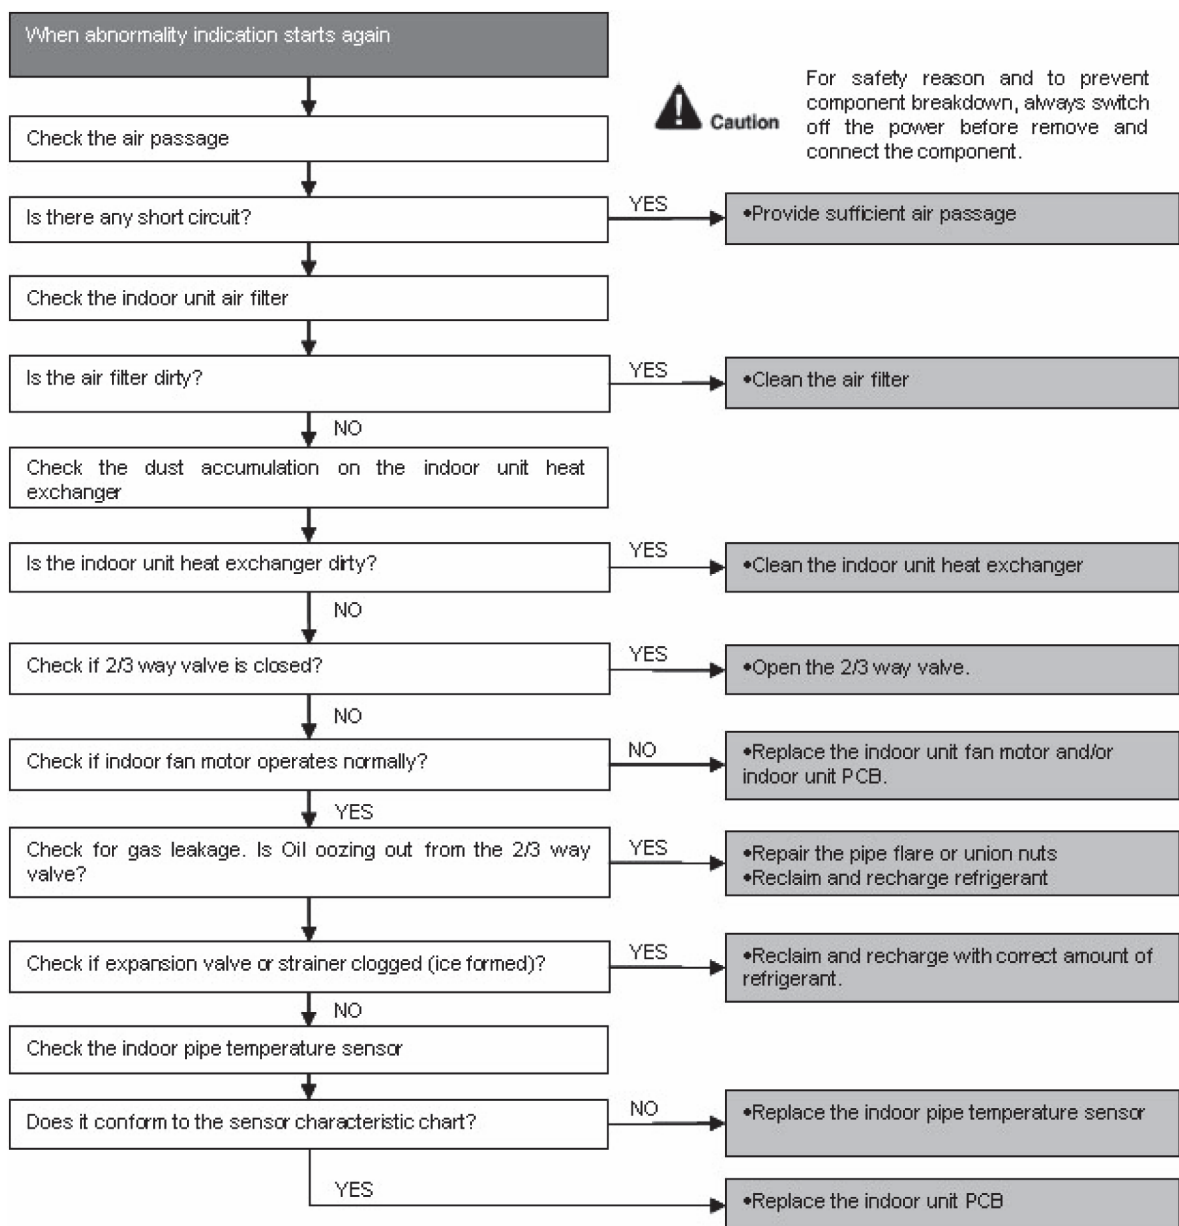 When abnormality indication starts again
Caution
For safety reason and to prevent
component breakdown, always switch
off the power before remove and
connect the component.
Check the air passage
Is there any short circuit?
YES
•Provide sufficient air passage
Check the indoor unit air filter
Is the air filter dirty?
YES
•Clean the air filter
NO
Check the dust accumulation on the indoor unit heat
exchanger
Is the indoor unit heat exchanger dirty?
YES
•Clean the indoor unit heat exchanger
NO
Check if 2/3 way valve is closed?
YES
•Open the 2/3 way valve.
NO
Check if indoor fan motor operates normally?
NO
•Replace the indoor unit fan motor and/or
indoor unit PCB.
YES
Check for gas leakage. Is Oil oozing out from the 2/3 way
valve?
YES
•Repair the pipe flare or union nuts
•Reclaim and recharge refrigerant
Check if expansion valve or strainer clogged (ice formed)?
YES
•Reclaim and recharge with correct amount of
refrigerant.
NO
Check the indoor pipe temperature sensor
Does it conform to the sensor characteristic chart?
NO
•Replace the indoor pipe temperature sensor
YES
•Replace the indoor unit PCB